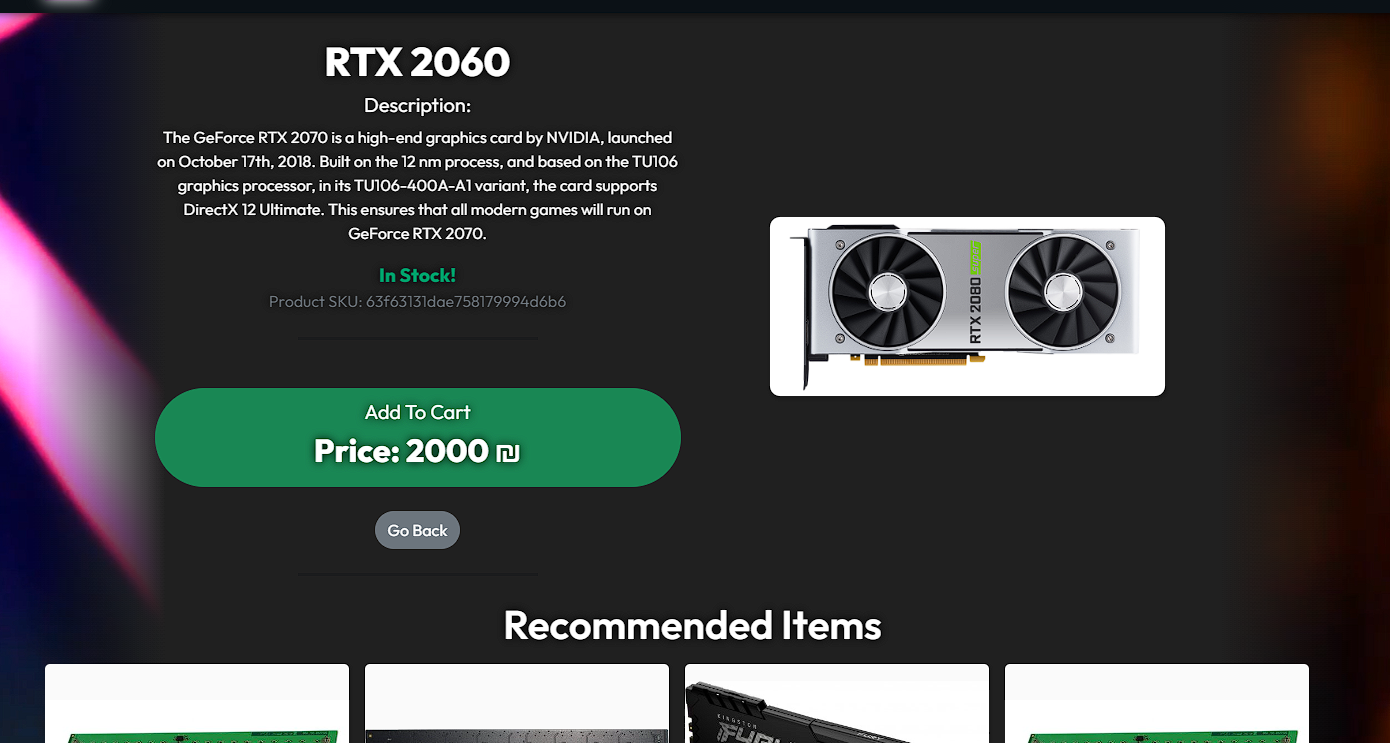 RTX 2060
Description:
The GeForce RTX 2070 is a high-end graphics card by NVIDIA, launched
on October 17th, 2018. Built on the 12 nm process, and based on the TU106
graphics processor, in its TU106-400A-A1 variant, the card supports
DirectX 12 Ultimate. This ensures that all modern games will run on
GeForce RTX 2070.
In Stock!
Product SKU: 63f63131dae758179994d6b6
RTX 2080
Add To Cart
Price: 2000 ₪
Go Back
Recommended Items
KINGSTON
FURY